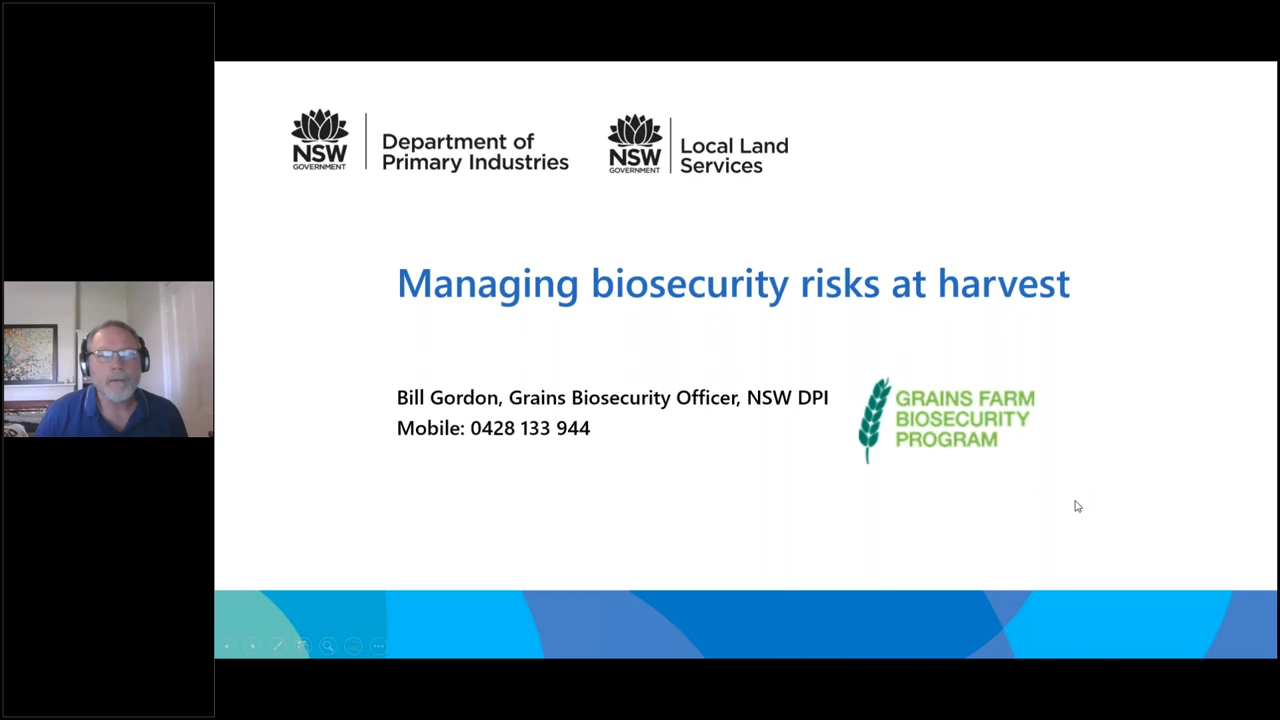 NSW
GOVERNMENT
Department of
Primary Industries
NSW
GOVERNMENT
Local Land
Services
Managing biosecurity risks at harvest
Bill Gordon, Grains Biosecurity Officer, NSW DPI
Mobile: 0428 133 944
GRAINS FARM
BIOSECURITY
PROGRAM